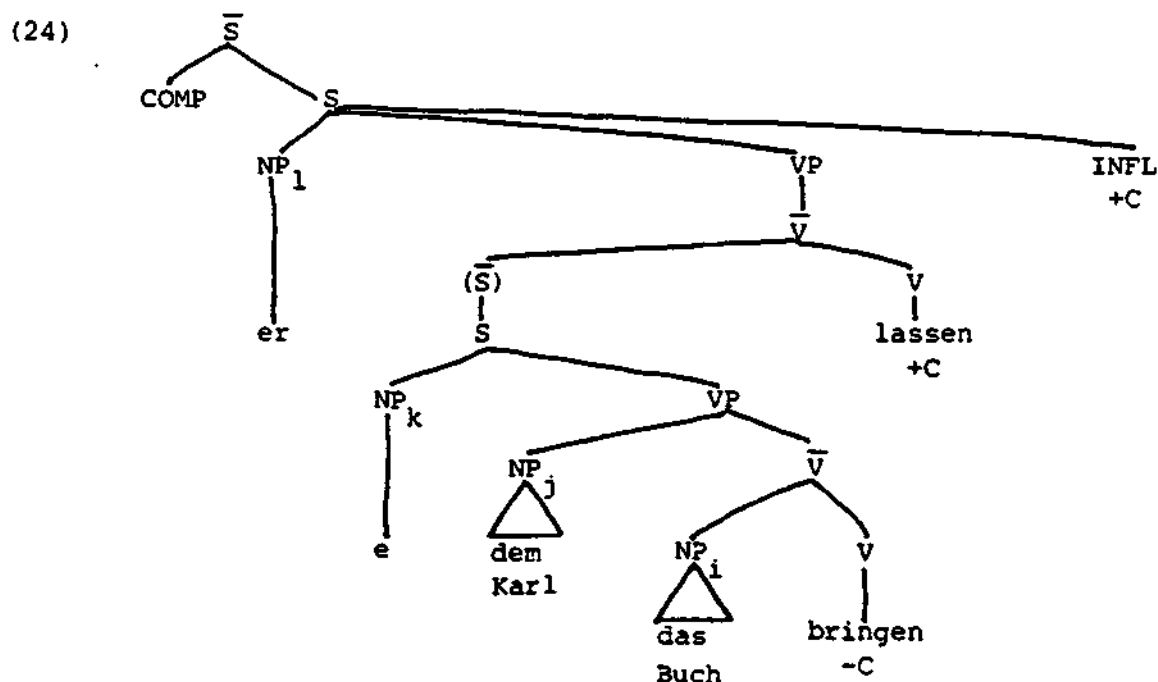 (24)
S̅
COMP
S
NP₁
VP
INFL
+C
V̅
(S̅)
V
er
S
lassen
+C
NPₖ
VP
NPⱼ
V̅
e
dem
Karl
NPᵢ
V
das
Buch
bringen
-C